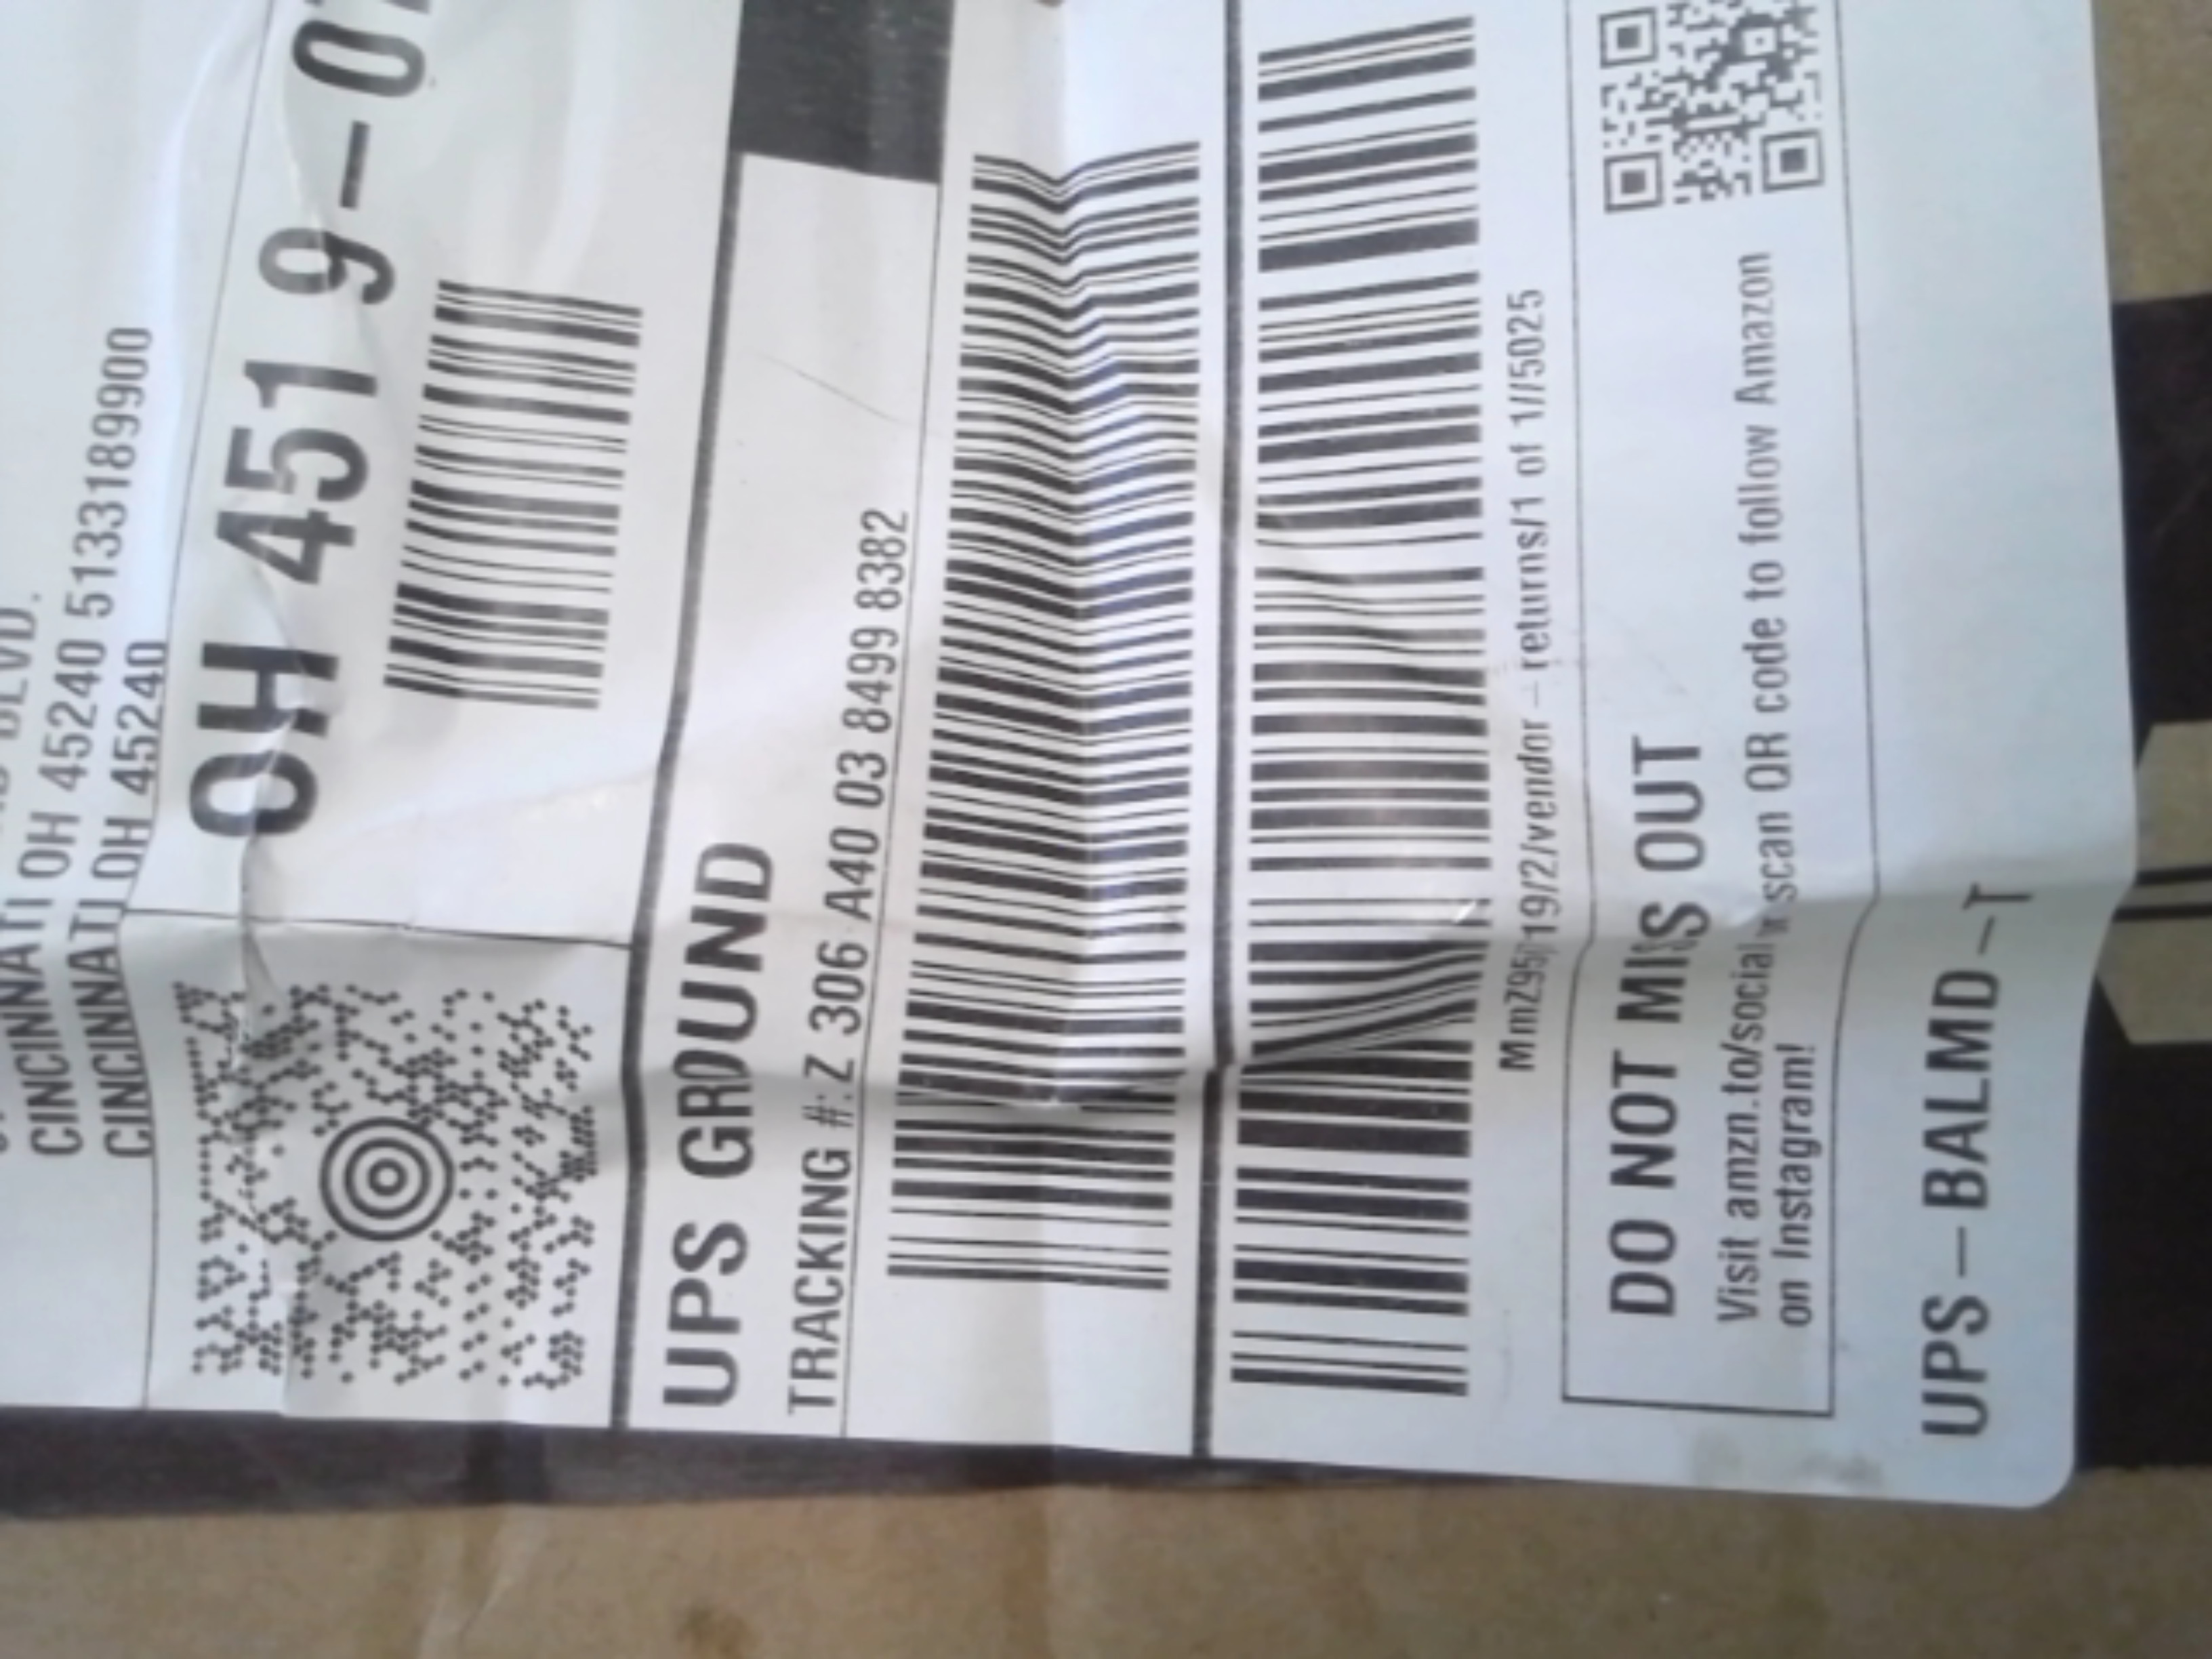 BLVD.
CINCINNATI OH 45240 5133189900
CINCINNATI OH 45240
OH 451 9-0
UPS GROUND
TRACKING #: Z 306 A40 03 8499 8382
MmZ95/19/2/vendor-returns/1 of 1//5025
DO NOT MISS OUT
Visit amzn.to/social scan QR code to follow Amazon
on Instagram!
UPS-BALMD-T